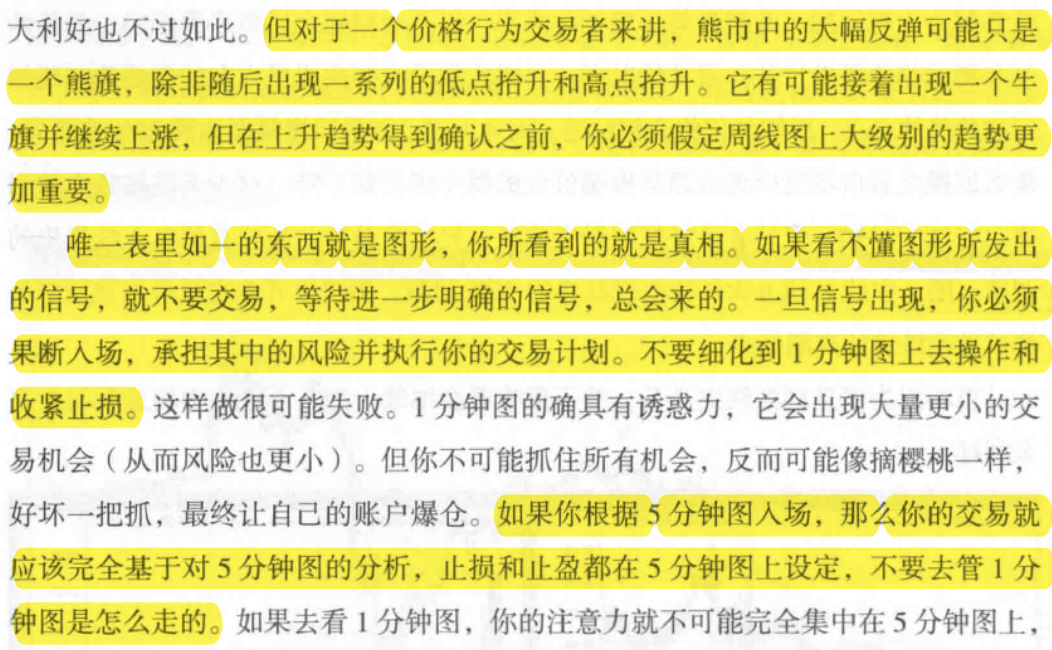 大利好也不过如此。但对于一个价格行为交易者来讲，熊市中的大幅反弹可能只是
一个熊旗，除非随后出现一系列的低点抬升和高点抬升。它有可能接着出现一个牛
旗并继续上涨，但在上升趋势得到确认之前，你必须假定周线图上大级别的趋势更
加重要。
唯一表里如一的东西就是图形，你所看到的就是真相。如果看不懂图形所发出
的信号，就不要交易，等待进一步明确的信号，总会来的。一旦信号出现，你必须
果断入场，承担其中的风险并执行你的交易计划。不要细化到1分钟图上去操作和
收紧止损。这样做很可能失败。1分钟图的确具有诱惑力，它会出现大量更小的交
易机会（从而风险也更小）。但你不可能抓住所有机会，反而可能像摘樱桃一样，
好坏一把抓，最终让自己的账户爆仓。如果你根据5分钟图入场，那么你的交易就
应该完全基于对5分钟图的分析，止损和止盈都在5分钟图上设定，不要去管1分
钟图是怎么走的。如果去看1分钟图，你的注意力就不可能完全集中在5分钟图上，